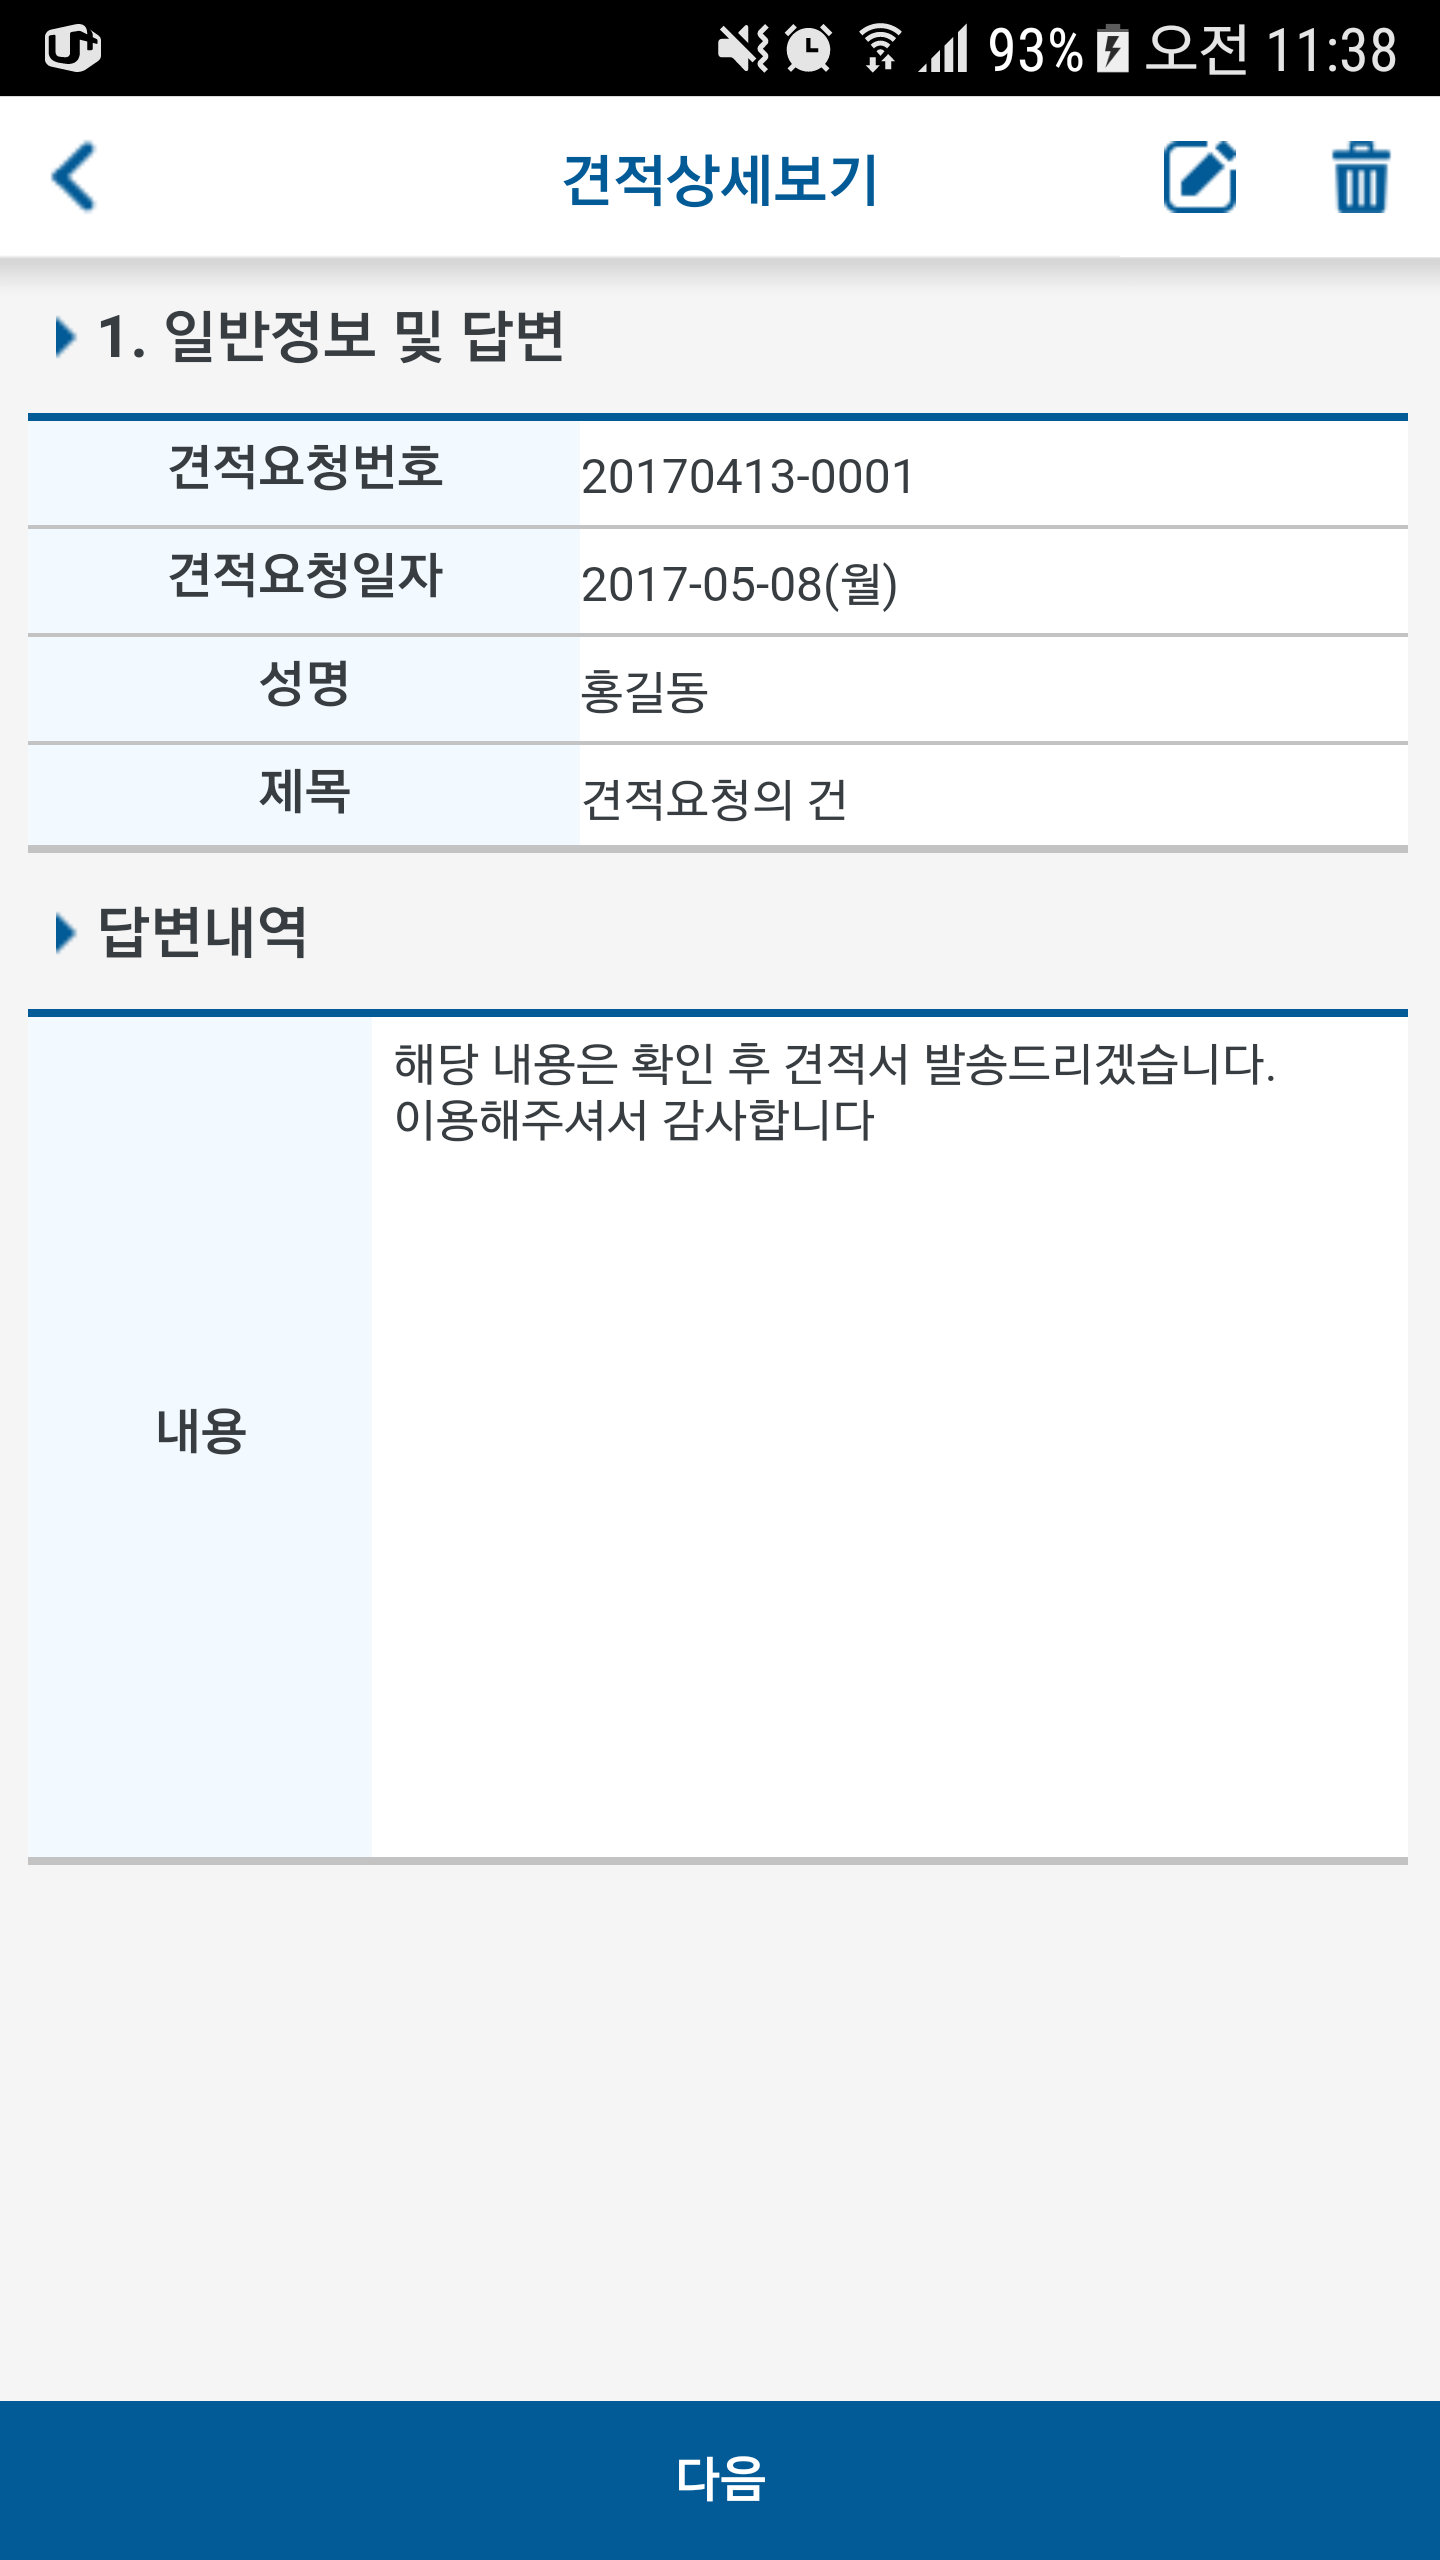 U+ 93% 오전 11:38
견적상세보기
1. 일반정보 및 답변
견적요청번호 20170413-0001
견적요청일자 2017-05-08(월)
성명 홍길동
제목 견적요청의 건
답변내역
해당 내용은 확인 후 견적서 발송드리겠습니다.
이용해주셔서 감사합니다
내용
다음